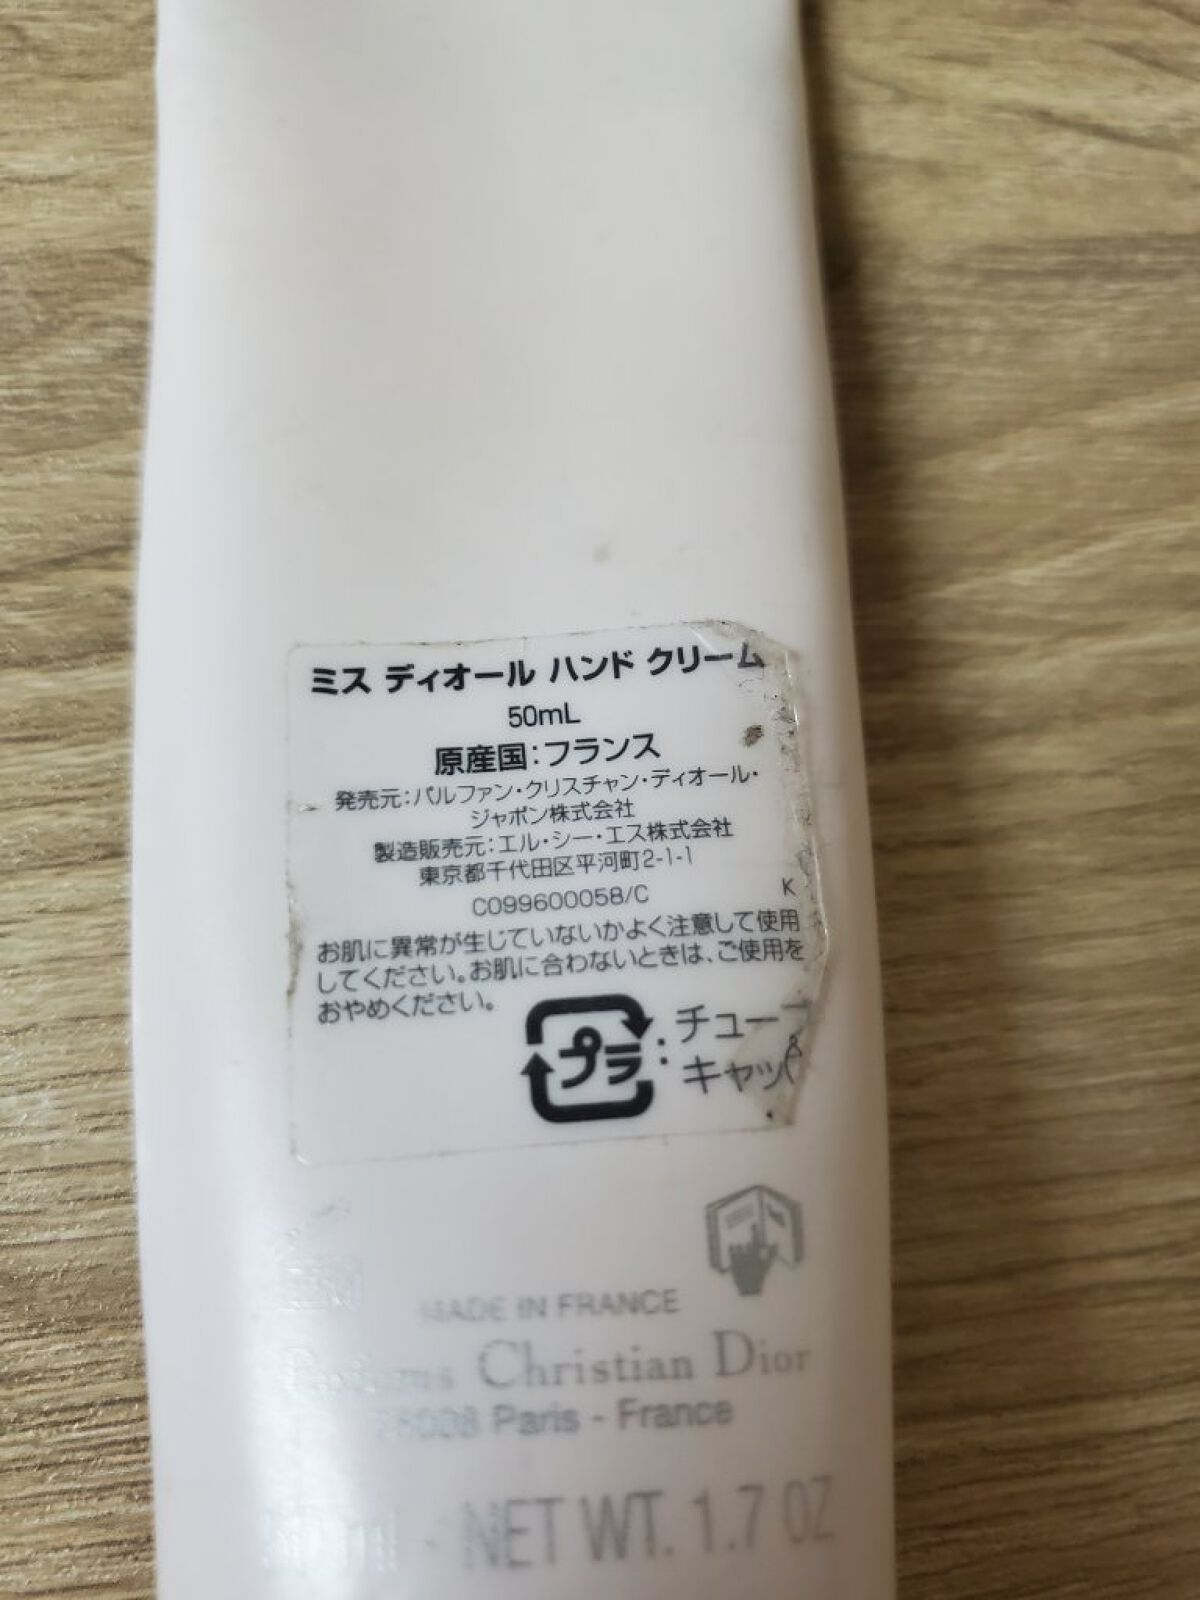 ミス ディオール ハンド クリーム
50mL
原産国：フランス
発売元：パルファン・クリスチャン・ディオール・
ジャポン株式会社
製造販売元：エル・シー・エス株式会社
東京都千代田区平河町2-1-1
C099600058/C
K
お肌に異常が生じていないかよく注意して使用
してください。お肌に合わないときは、ご使用を
おやめください。
プラ：チューブ
キャップ
MADE IN FRANCE
Christian Dior
Paris - France
50 ml - NET WT. 1.7 OZ